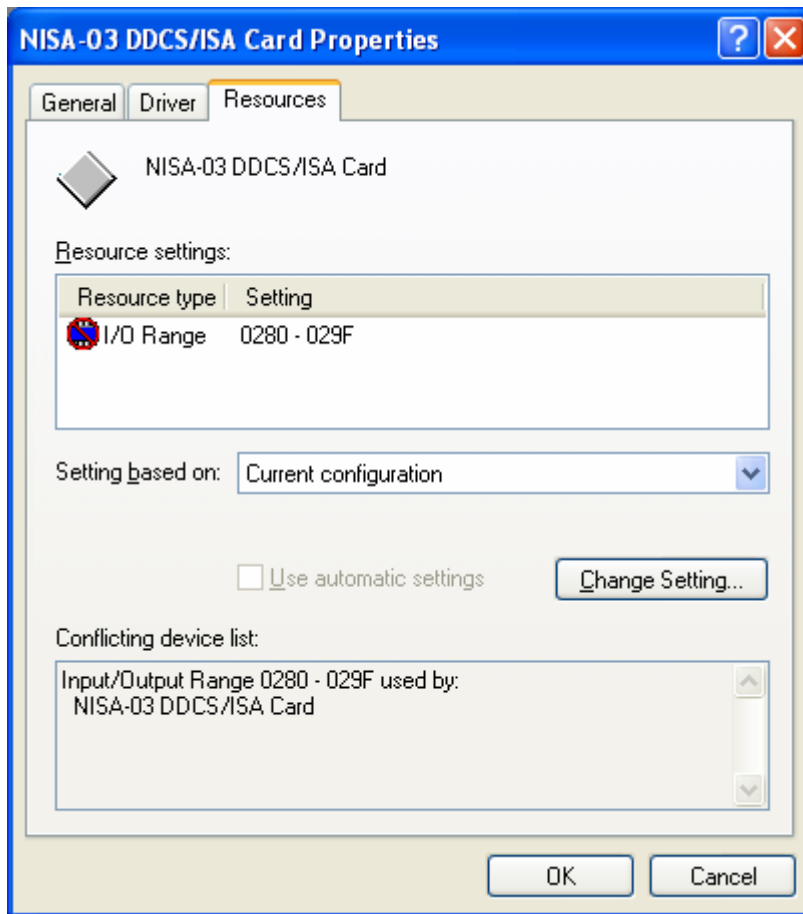 NISA-03 DDCS/ISA Card Properties
General Driver Resources
NISA-03 DDCS/ISA Card
Resource settings:
Resource type Setting
I/O Range 0280 - 029F
Setting based on: Current configuration
Use automatic settings Change Setting...
Conflicting device list:
Input/Output Range 0280 - 029F used by:
NISA-03 DDCS/ISA Card
OK Cancel